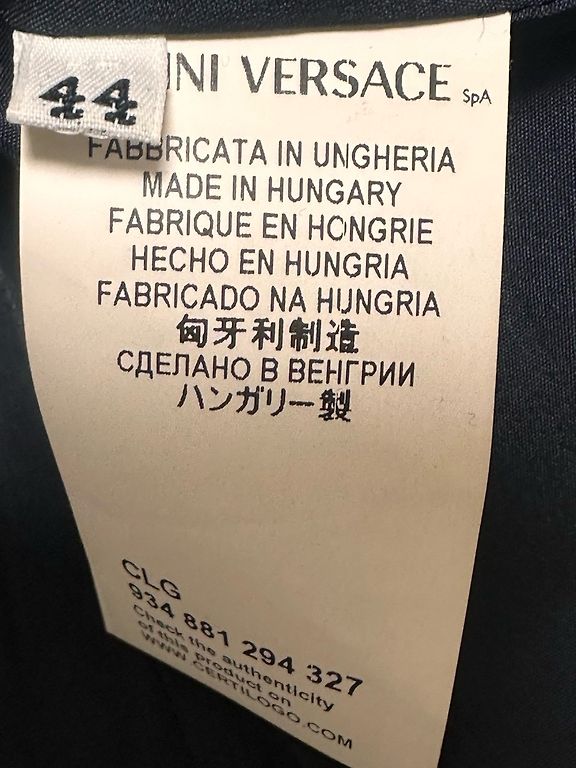 44
NI VERSACE SpA
FABBRICATA IN UNGHERIA
MADE IN HUNGARY
FABRIQUE EN HONGRIE
HECHO EN HUNGRIA
FABRICADO NA HUNGRIA
匈牙利制造
СДЕЛАНО В ВЕНГРИИ
ハンガリー製
CLG
934 881 294 327
Check the authenticity
of this product on
WWW.CERTILOGO.COM